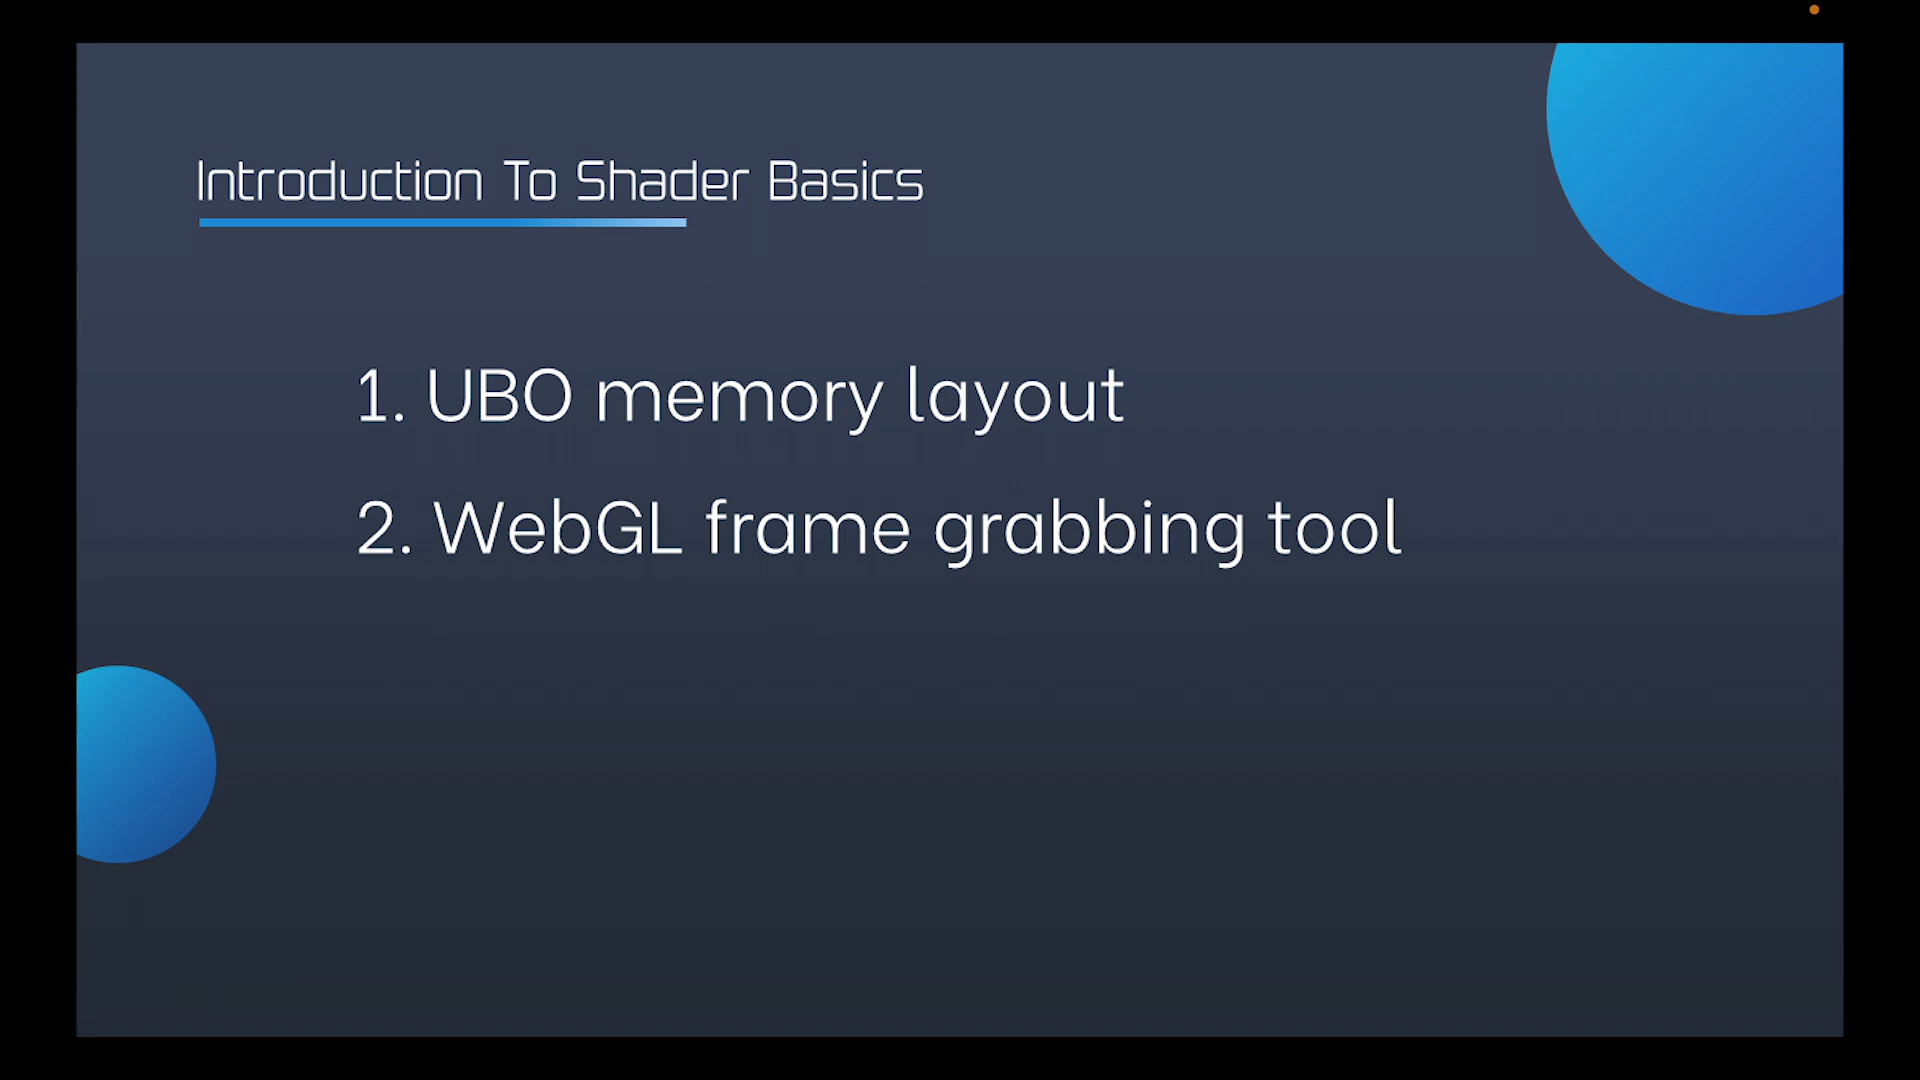 Introduction To Shader Basics
1. UBO memory layout
2. WebGL frame grabbing tool